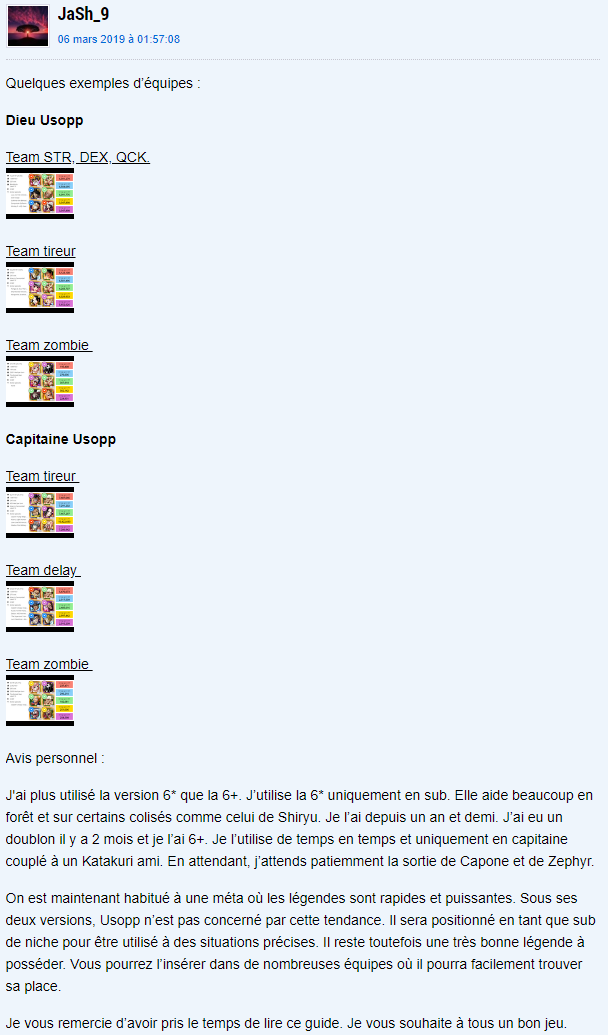 JaSh_9
06 mars 2019 à 01:57:08
Quelques exemples d’équipes :
Dieu Usopp
Team STR, DEX, QCK.
Team tireur
Team zombie
Capitaine Usopp
Team tireur
Team delay
Team zombie
Avis personnel :
J'ai plus utilisé la version 6* que la 6+. J’utilise la 6* uniquement en sub. Elle aide beaucoup en
forêt et sur certains colisés comme celui de Shiryu. Je l’ai depuis un an et demi. J’ai eu un
doublon il y a 2 mois et je l’ai 6+. Je l’utilise de temps en temps et uniquement en capitaine
couplé à un Katakuri ami. En attendant, j’attends patiemment la sortie de Capone et de Zephyr.
On est maintenant habitué à une méta où les légendes sont rapides et puissantes. Sous ses
deux versions, Usopp n’est pas concerné par cette tendance. Il sera positionné en tant que sub
de niche pour être utilisé à des situations précises. Il reste toutefois une très bonne légende à
posséder. Vous pourrez l’insérer dans de nombreuses équipes où il pourra facilement trouver
sa place.
Je vous remercie d’avoir pris le temps de lire ce guide. Je vous souhaite à tous un bon jeu.